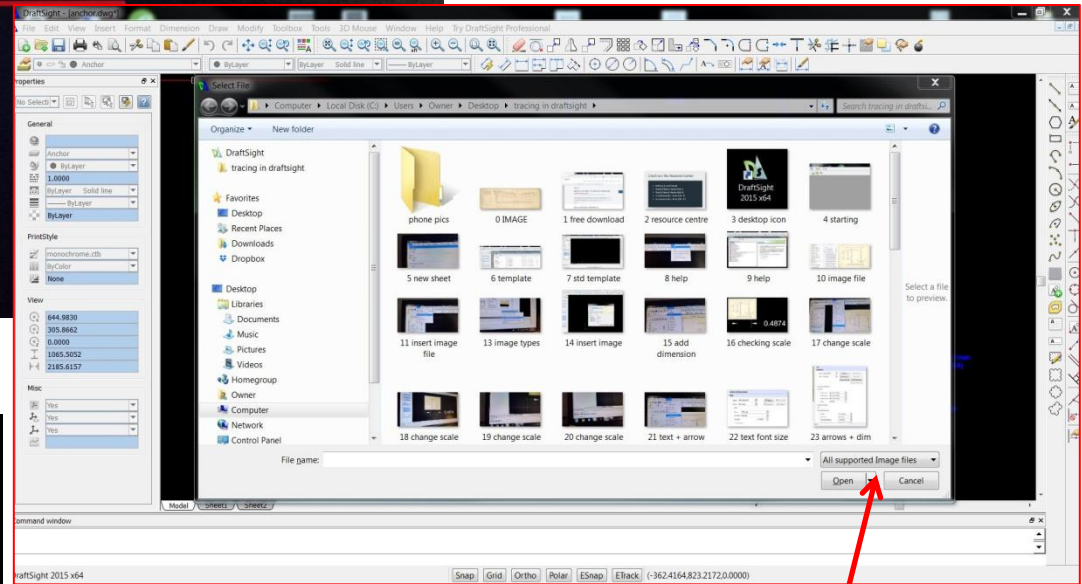 DraftSight - [anchor.dwg*]
File Edit View Insert Format Dimension Draw Modify Toolbox Tools 3D Mouse Window Help Try DraftSight Professional
Anchor ByLayer ByLayer Solid line ByLayer
Properties
No Selecti
General
Anchor
ByLayer
1.0000
ByLayer Solid line
ByLayer
ByLayer
PrintStyle
monochrome.ctb
ByColor
None
View
644.9830
305.8662
0.0000
1065.5052
2185.6157
Misc
Yes
Yes
Yes
Select File
Computer Local Disk (C:) Users Owner Desktop tracing in draftsight
Search tracing in draftsi...
Organize New folder
DraftSight
tracing in draftsight
Favorites
Desktop
Recent Places
Downloads
Dropbox
Desktop
Libraries
Documents
Music
Pictures
Videos
Homegroup
Owner
Computer
Network
Control Panel
DraftSight
2015 x64
phone pics 0 IMAGE 1 free download 2 resource centre 3 desktop icon 4 starting
5 new sheet 6 template 7 std template 8 help 9 help 10 image file
0.4874
11 insert image file 13 image types 14 insert image 15 add dimension 16 checking scale 17 change scale
18 change scale 19 change scale 20 change scale 21 text + arrow 22 text font size 23 arrows + dim
Select a file
to preview.
File name: All supported Image files
Open Cancel
Model Sheet1 Sheet2
Command window
DraftSight 2015 x64 Snap Grid Ortho Polar ESnap ETrack (-362.4164,823.2172,0.0000)